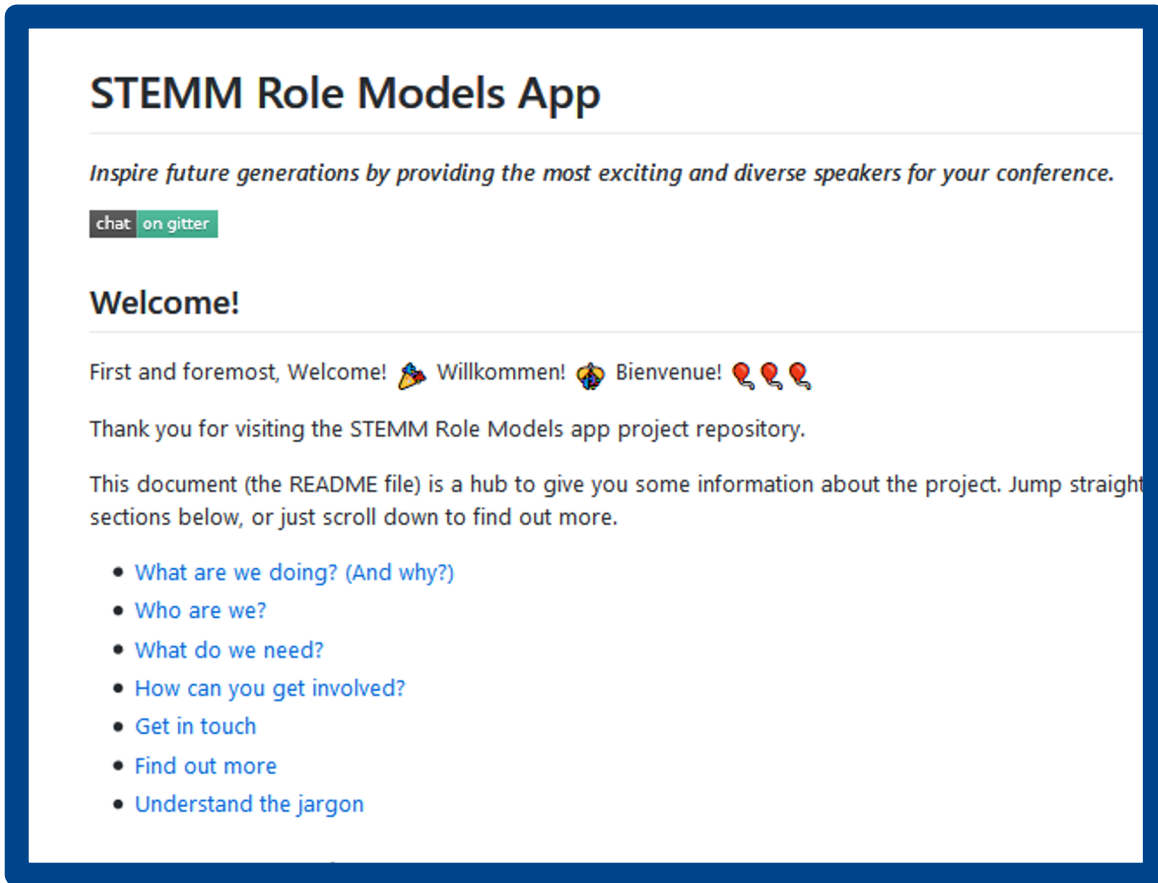 STEMM Role Models App
Inspire future generations by providing the most exciting and diverse speakers for your conference.
chat on gitter
Welcome!
First and foremost, Welcome! 🎉 Willkommen! 🎊 Bienvenue! 🎈🎈🎈
Thank you for visiting the STEMM Role Models app project repository.
This document (the README file) is a hub to give you some information about the project. Jump straight
sections below, or just scroll down to find out more.
• What are we doing? (And why?)
• Who are we?
• What do we need?
• How can you get involved?
• Get in touch
• Find out more
• Understand the jargon